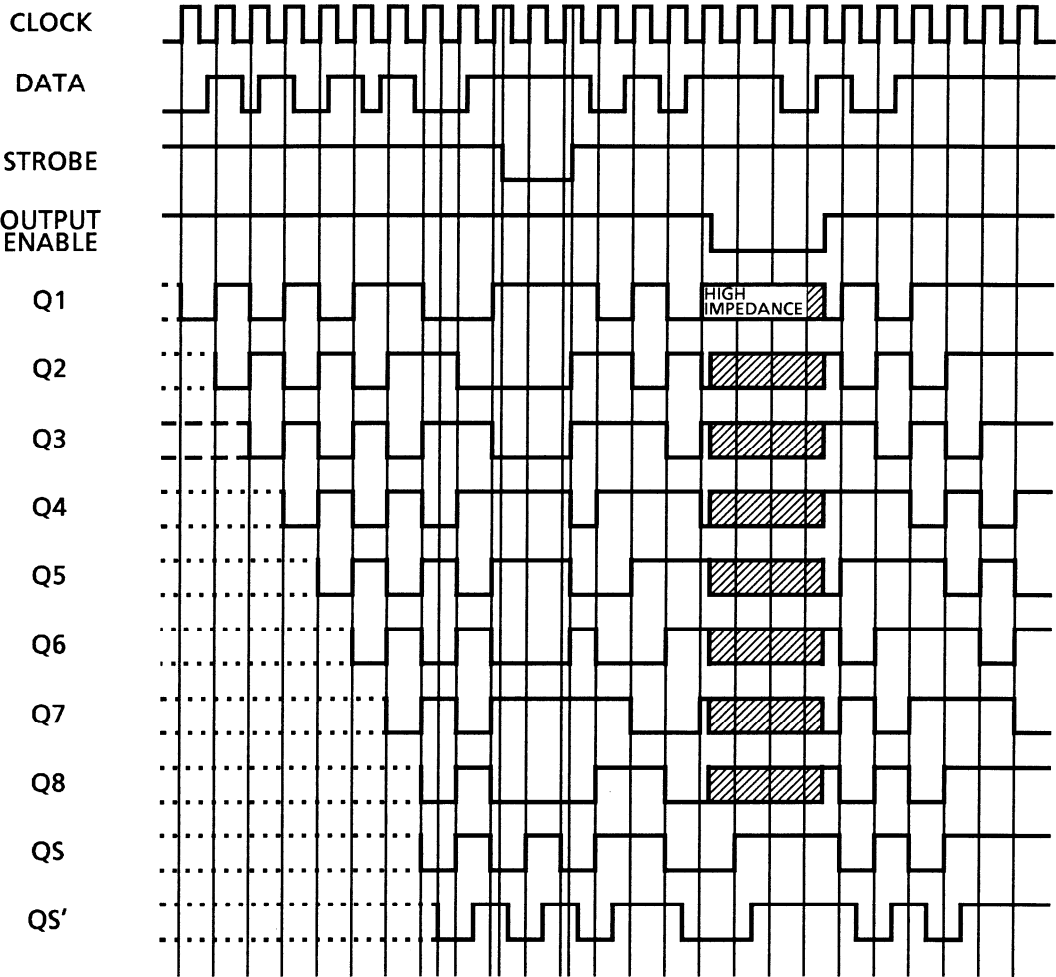 CLOCK
DATA
STROBE
OUTPUT
ENABLE
Q1
HIGH
IMPEDANCE
Q2
Q3
Q4
Q5
Q6
Q7
Q8
QS
QS′